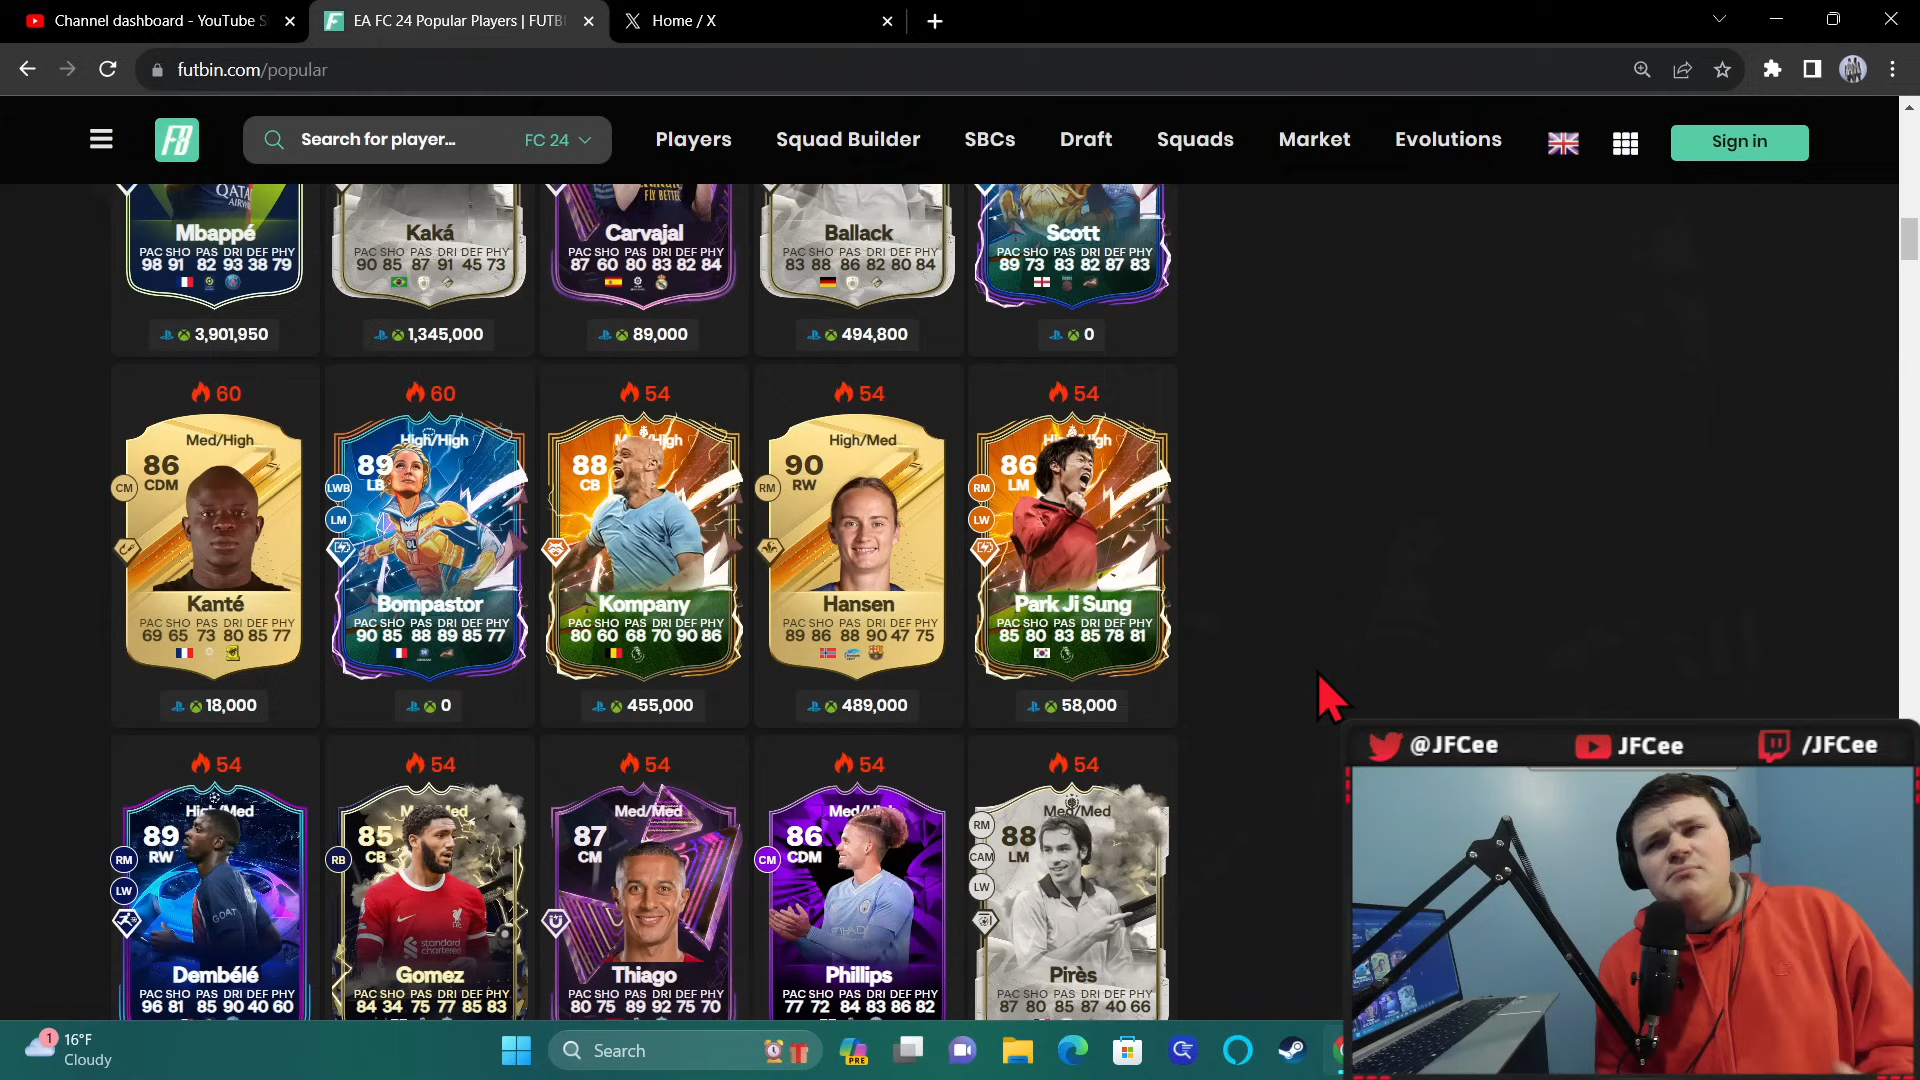 Channel dashboard - YouTube S
EA FC 24 Popular Players | FUTBI
Home / X
futbin.com/popular
Search for player...
FC 24
Players
Squad Builder
SBCs
Draft
Squads
Market
Evolutions
Sign in
QATAR
AIRWAYS
FLY BETTER
Mbappé
Kaká
Carvajal
Ballack
Scott
PAC SHO PAS DRI DEF PHY
98 91 82 93 38 79
PAC SHO PAS DRI DEF PHY
90 85 87 91 45 73
PAC SHO PAS DRI DEF PHY
87 60 80 83 82 84
PAC SHO PAS DRI DEF PHY
83 88 86 82 80 84
PAC SHO PAS DRI DEF PHY
89 73 83 82 87 83
3,901,950
1,345,000
89,000
494,800
0
60
60
54
54
54
Med/High
86
CDM
CM
Kanté
PAC SHO PAS DRI DEF PHY
69 65 73 80 85 77
18,000
High/High
89
LB
LWB
LM
Bompastor
PAC SHO PAS DRI DEF PHY
90 85 88 89 85 77
0
88
CB
Kompany
PAC SHO PAS DRI DEF PHY
80 60 68 70 90 86
455,000
High/Med
90
RW
RM
Hansen
PAC SHO PAS DRI DEF PHY
89 86 88 90 47 75
489,000
86
LM
RM
LW
Park Ji Sung
PAC SHO PAS DRI DEF PHY
85 80 83 85 78 81
58,000
54
54
54
54
54
High/Med
89
RW
RM
LW
GOAT
Dembélé
PAC SHO PAS DRI DEF PHY
96 81 85 90 40 60
85
CB
RB
standard
chartered
Gomez
PAC SHO PAS DRI DEF PHY
84 34 75 77 85 83
Med/Med
87
CM
Thiago
PAC SHO PAS DRI DEF PHY
80 75 89 92 75 70
Med/High
86
CDM
CM
Phillips
PAC SHO PAS DRI DEF PHY
77 72 84 83 86 82
Med/Med
88
LM
RM
CAM
LW
Pirès
PAC SHO PAS DRI DEF PHY
87 80 85 87 40 66
@JFCee
JFCee
/JFCee
1
16°F
Cloudy
Search
PRE